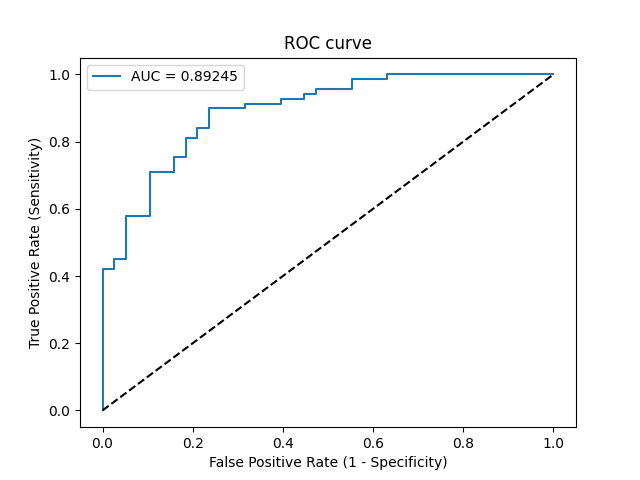 ROC curve
AUC = 0.89245
True Positive Rate (Sensitivity)
1.0
0.8
0.6
0.4
0.2
0.0
0.0 0.2 0.4 0.6 0.8 1.0
False Positive Rate (1 - Specificity)